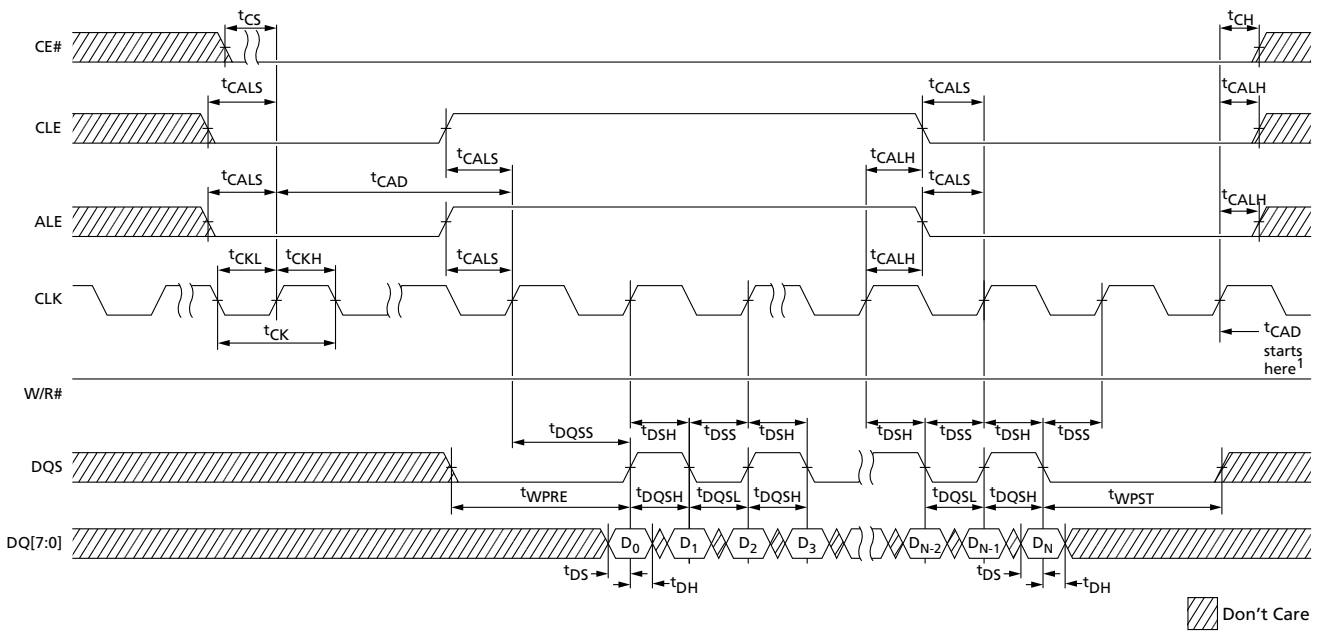 tCS tCH
CE#
tCALS tCALS tCALH
CLE
tCALS tCALH
tCALS tCAD tCALS
tCALH
ALE
tCKL tCKH tCALS tCALH
CLK
tCK
tCAD
starts
here1
W/R#
tDSH tDSS tDSH tDSH tDSS tDSH tDSS
tDQSS
DQS
tWPRE tDQSH tDQSL tDQSH tDQSL tDQSH tWPST
DQ[7:0] D0 D1 D2 D3 DN-2 DN-1 DN
tDS tDH tDS tDH
Don't Care